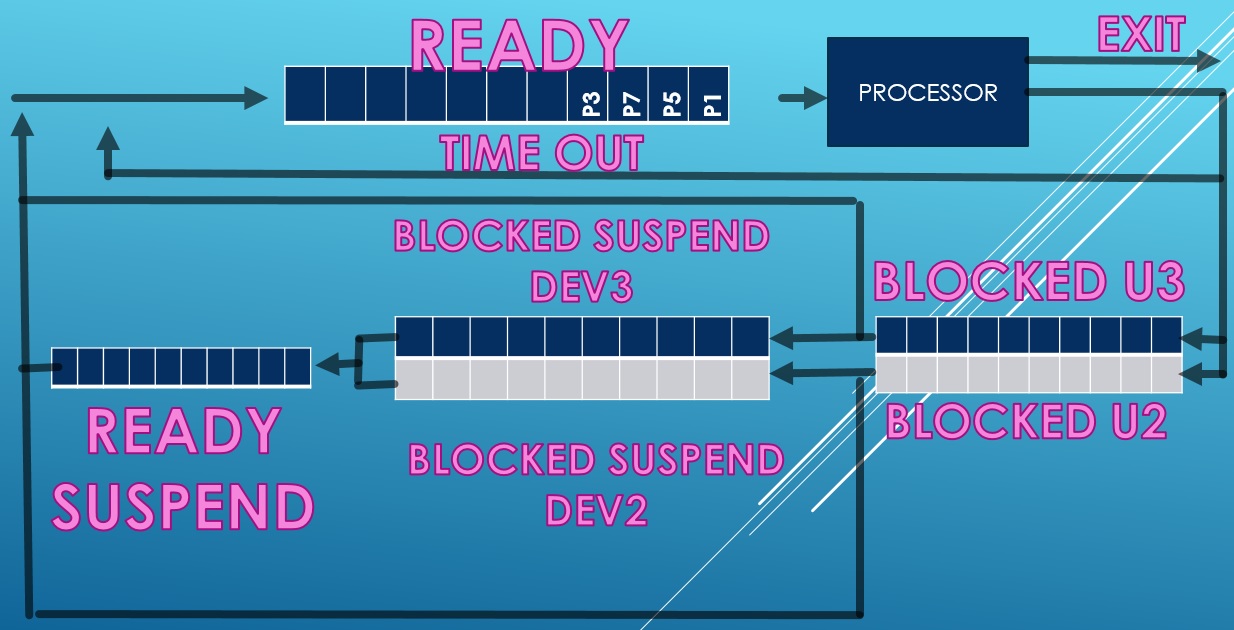 READY
EXIT
PROCESSOR
P3
P7
P5
P1
TIME OUT
BLOCKED SUSPEND
DEV3
BLOCKED U3
READY
SUSPEND
BLOCKED SUSPEND
DEV2
BLOCKED U2